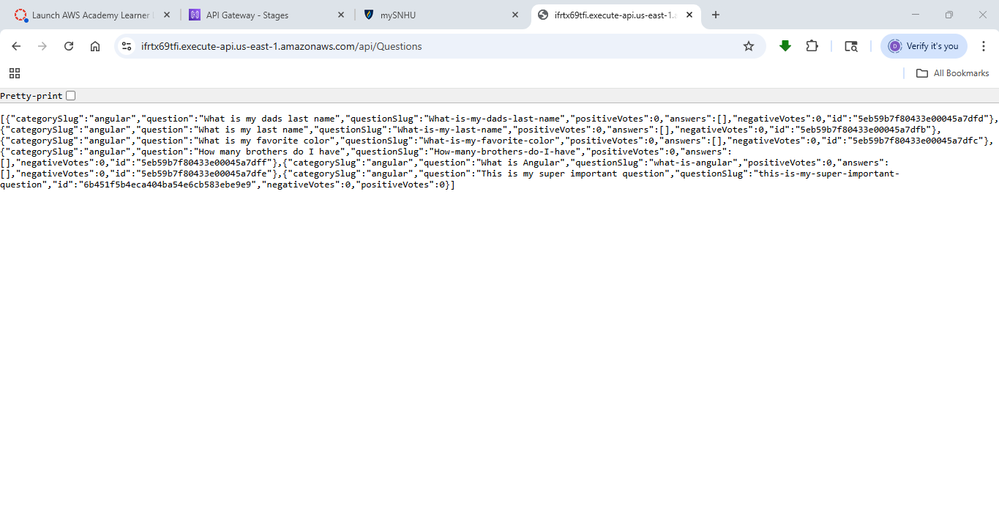 Launch AWS Academy Learner
API Gateway - Stages
mySNHU
ifrtx69tfi.execute-api.us-east-1.a
ifrtx69tfi.execute-api.us-east-1.amazonaws.com/api/Questions
D
Verify it's you
All Bookmarks
Pretty-print
[{"categorySlug":"angular","question":"What is my dads last name","questionSlug":"What-is-my-dads-last-name","positiveVotes":0,"answers":[],"negativeVotes":0,"id":"5eb59b7f80433e00045a7dfd"},
{"categorySlug":"angular","question":"What is my last name","questionSlug":"What-is-my-last-name","positiveVotes":0,"answers":[],"negativeVotes":0,"id":"5eb59b7f80433e00045a7dfb"},
{"categorySlug":"angular","question":"What is my favorite color","questionSlug":"What-is-my-favorite-color","positiveVotes":0,"answers":[],"negativeVotes":0,"id":"5eb59b7f80433e00045a7dfc"},
{"categorySlug":"angular","question":"How many brothers do I have","questionSlug":"How-many-brothers-do-I-have","positiveVotes":0,"answers":
[],"negativeVotes":0,"id":"5eb59b7f80433e00045a7dff"},{"categorySlug":"angular","question":"What is Angular","questionSlug":"what-is-angular","positiveVotes":0,"answers":
[],"negativeVotes":0,"id":"5eb59b7f80433e00045a7dfe"},{"categorySlug":"angular","question":"This is my super important question","questionSlug":"this-is-my-super-important-
question","id":"6b451f5b4eca404ba54e6cb583ebe9e9","negativeVotes":0,"positiveVotes":0}]